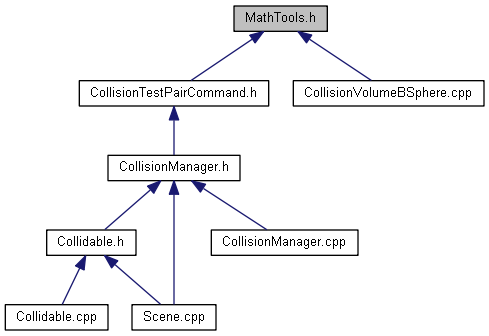 MathTools.h
CollisionTestPairCommand.h
CollisionVolumeBSphere.cpp
CollisionManager.h
Collidable.h
CollisionManager.cpp
Collidable.cpp
Scene.cpp